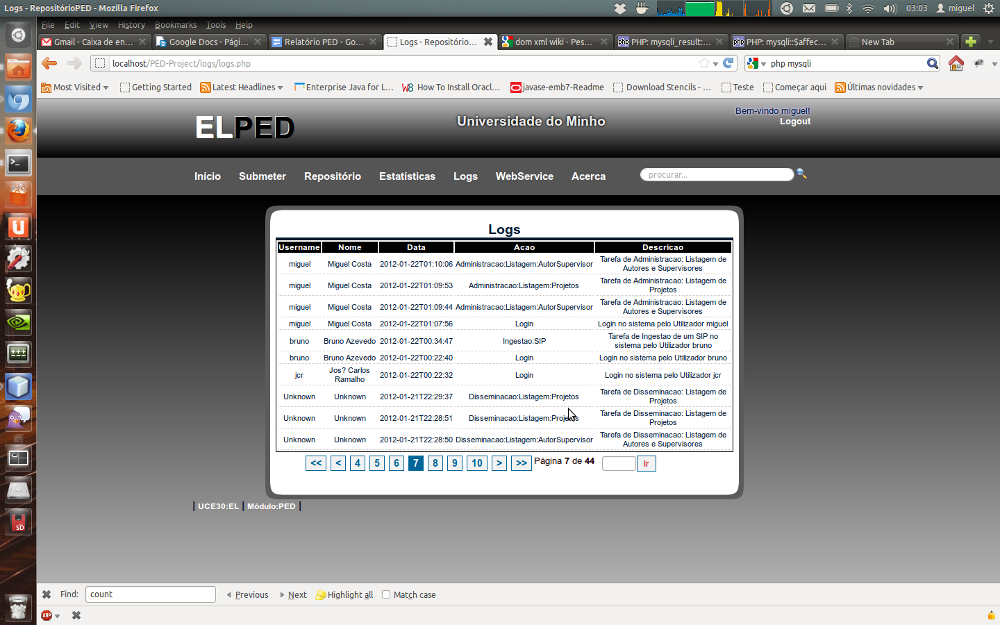 Logs - RepositórioPED - Mozilla Firefox
03:03 miguel
File Edit View History Bookmarks Tools Help
Gmail - Caixa de en... Google Docs - Pági... Relatório PED - Go... Logs - Repositório... dom xml wiki - Pes... PHP: mysqli_result:... PHP: mysqli::$affec... New Tab
localhost/PED-Project/logs/logs.php php mysqli
Most Visited Getting Started Latest Headlines Enterprise Java for L... How To Install Oracl... javase-emb7-Readme Download Stencils - ... Teste Começar aqui Últimas novidades
Bem-vindo miguel!
ELPED Universidade do Minho
Logout
Início Submeter Repositório Estatísticas Logs WebService Acerca procurar...
Logs
Username Nome Data Acao Descricao
miguel Miguel Costa 2012-01-22T01:10:06 Administracao:Listagem:AutorSupervisor Tarefa de Administracao: Listagem de
Autores e Supervisores
miguel Miguel Costa 2012-01-22T01:09:53 Administracao:Listagem:Projetos Tarefa de Administracao: Listagem de
Projetos
miguel Miguel Costa 2012-01-22T01:09:44 Administracao:Listagem:AutorSupervisor Tarefa de Administracao: Listagem de
Autores e Supervisores
miguel Miguel Costa 2012-01-22T01:07:56 Login Login no sistema pelo Utilizador miguel
bruno Bruno Azevedo 2012-01-22T00:34:47 Ingestao:SIP Tarefa de Ingestao de um SIP no
sistema pelo Utilizador bruno
bruno Bruno Azevedo 2012-01-22T00:22:40 Login Login no sistema pelo Utilizador bruno
jcr Jos? Carlos
Ramalho 2012-01-22T00:22:32 Login Login no sistema pelo Utilizador jcr
Unknown Unknown 2012-01-21T22:29:37 Disseminacao:Listagem:Projetos Tarefa de Disseminacao: Listagem de
Projetos
Unknown Unknown 2012-01-21T22:28:51 Disseminacao:Listagem:Projetos Tarefa de Disseminacao: Listagem de
Projetos
Unknown Unknown 2012-01-21T22:28:50 Disseminacao:Listagem:AutorSupervisor Tarefa de Disseminacao: Listagem de
Autores e Supervisores
<< < 4 5 6 7 8 9 10 > >> Página 7 de 44 Ir
UCE30:EL Módulo:PED
Find: count Previous Next Highlight all Match case
ABP